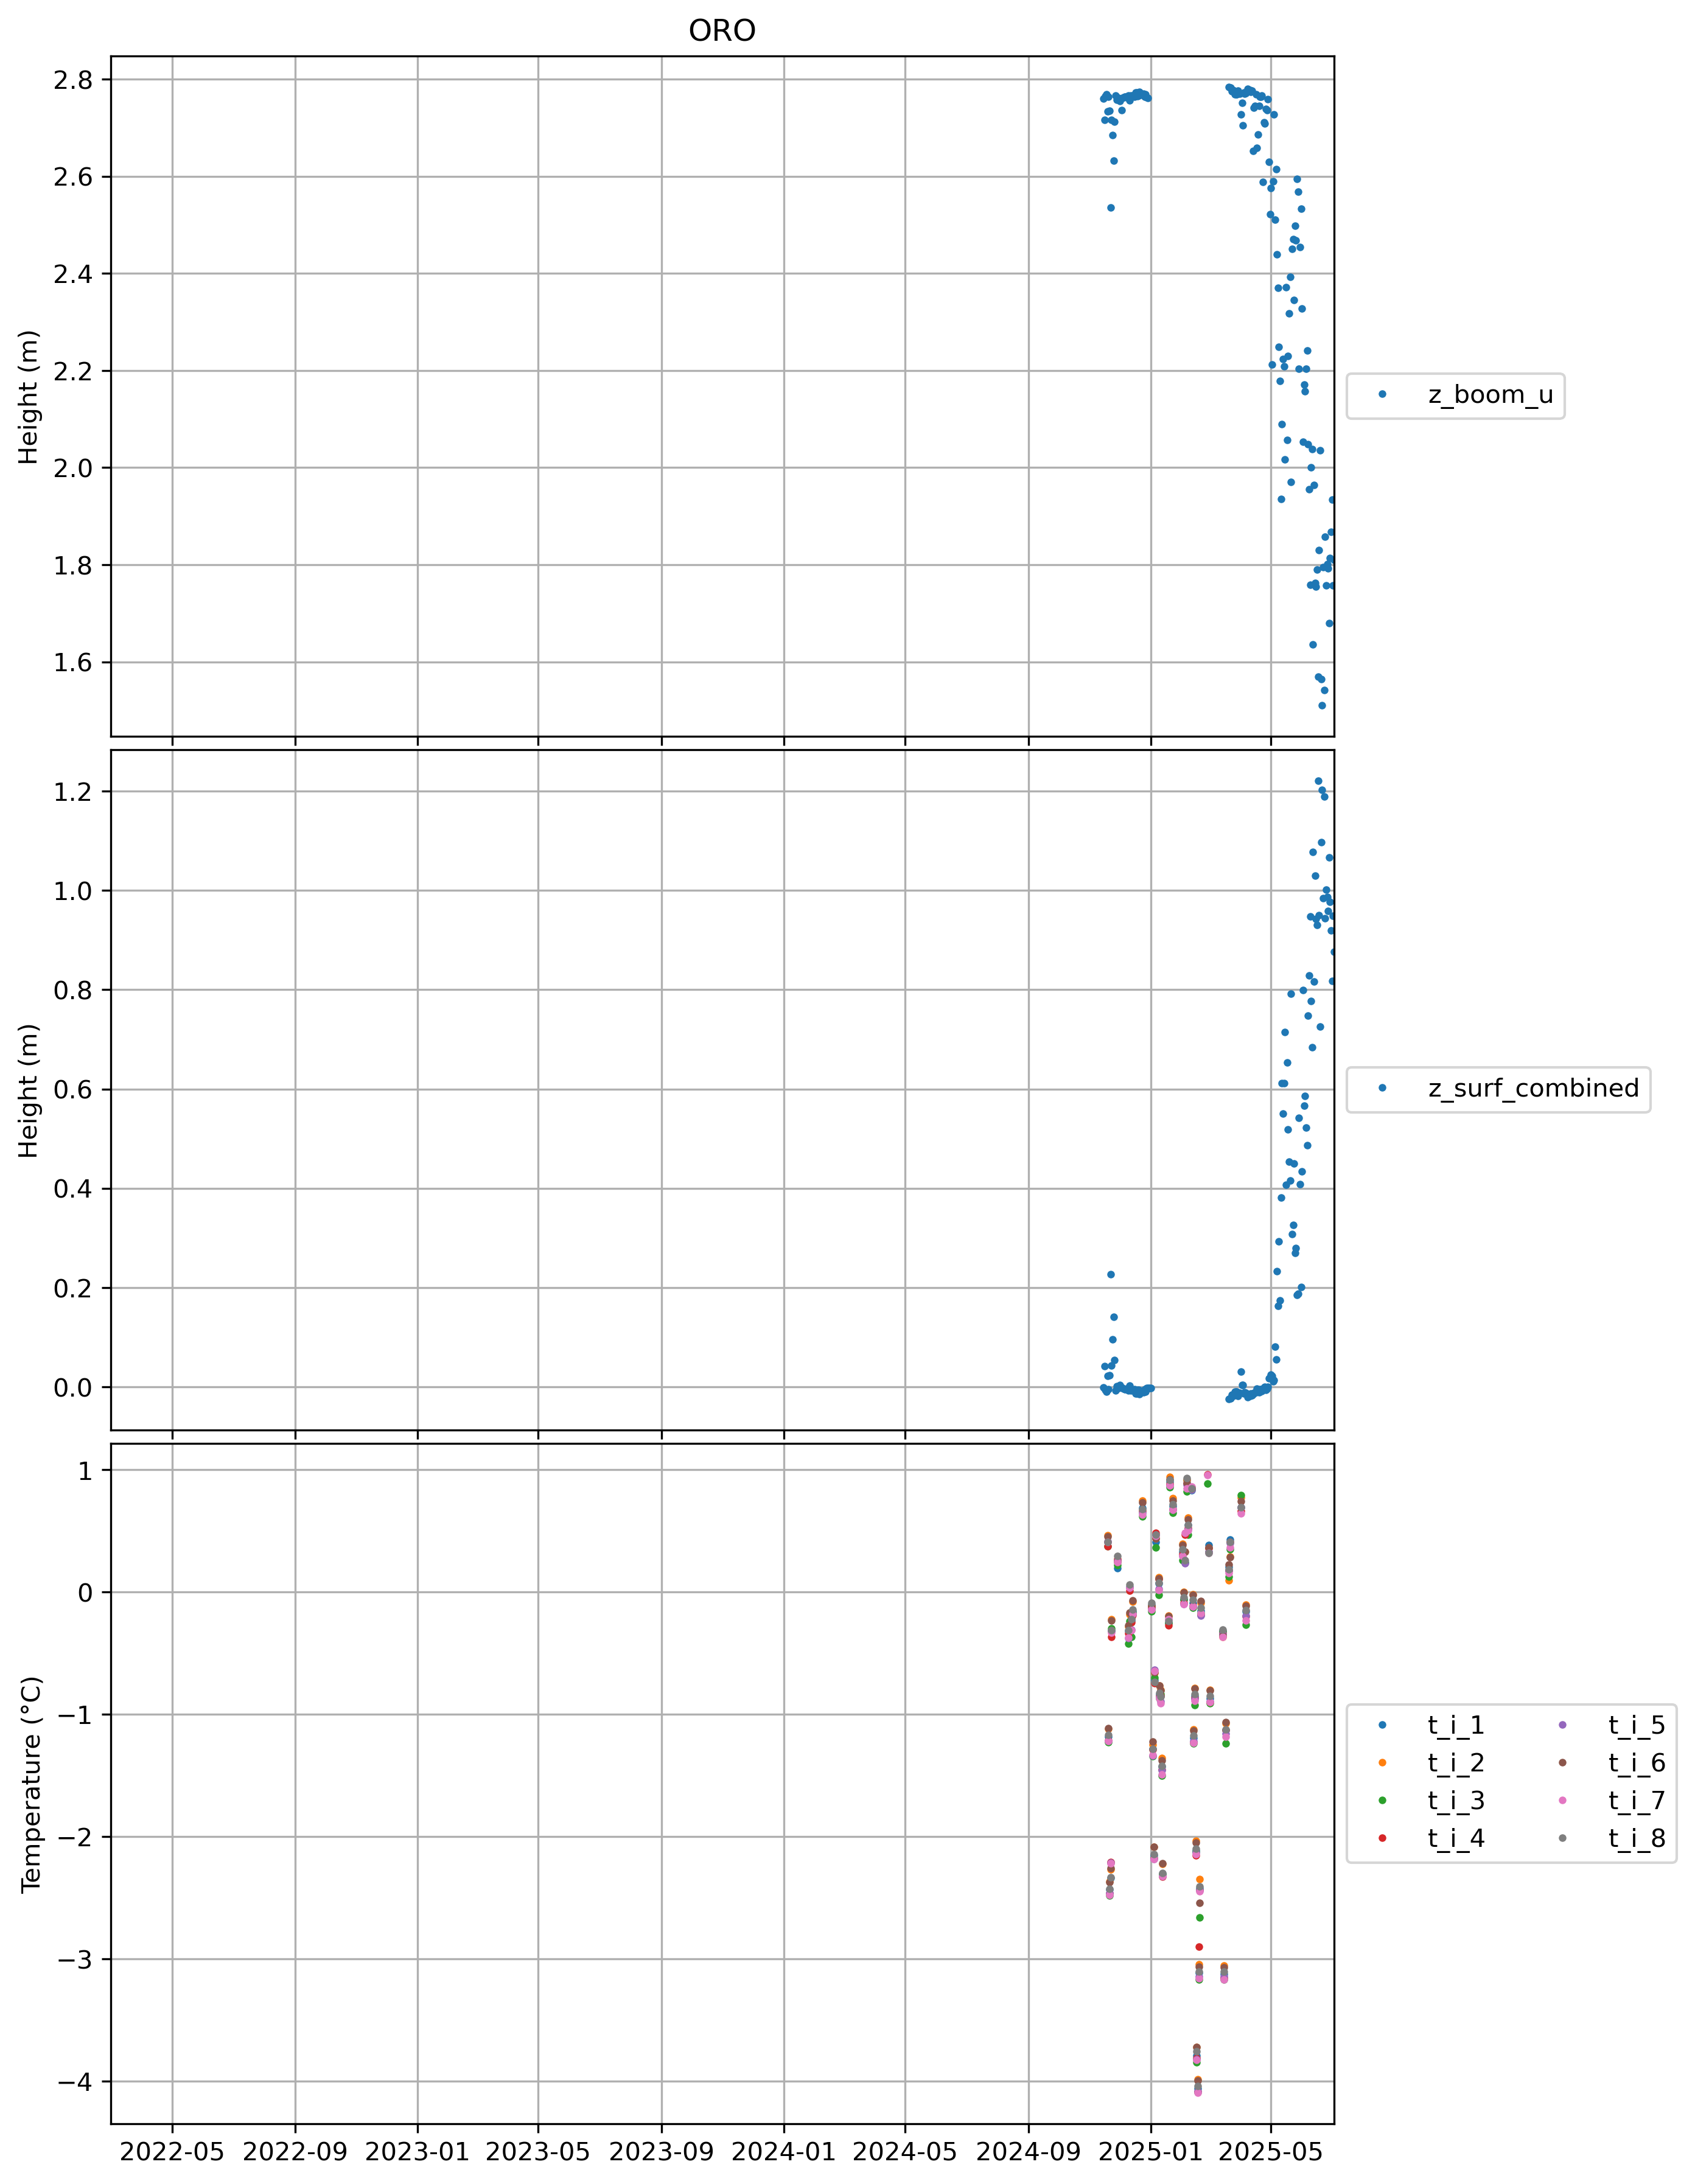 ORO
2.8
2.6
2.4
2.2
2.0
1.8
1.6
Height (m)
z_boom_u
1.2
1.0
0.8
0.6
0.4
0.2
0.0
Height (m)
z_surf_combined
1
0
−1
−2
−3
−4
Temperature (°C)
t_i_1 t_i_5
t_i_2 t_i_6
t_i_3 t_i_7
t_i_4 t_i_8
2022-05 2022-09 2023-01 2023-05 2023-09 2024-01 2024-05 2024-09 2025-01 2025-05